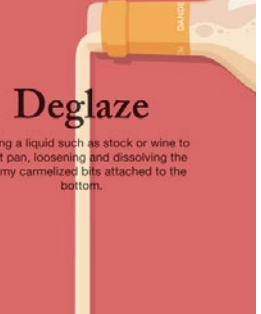 DANDE
Deglaze
ng a liquid such as stock or wine to
t pan, loosening and dissolving the
my carmelized bits attached to the
bottom.